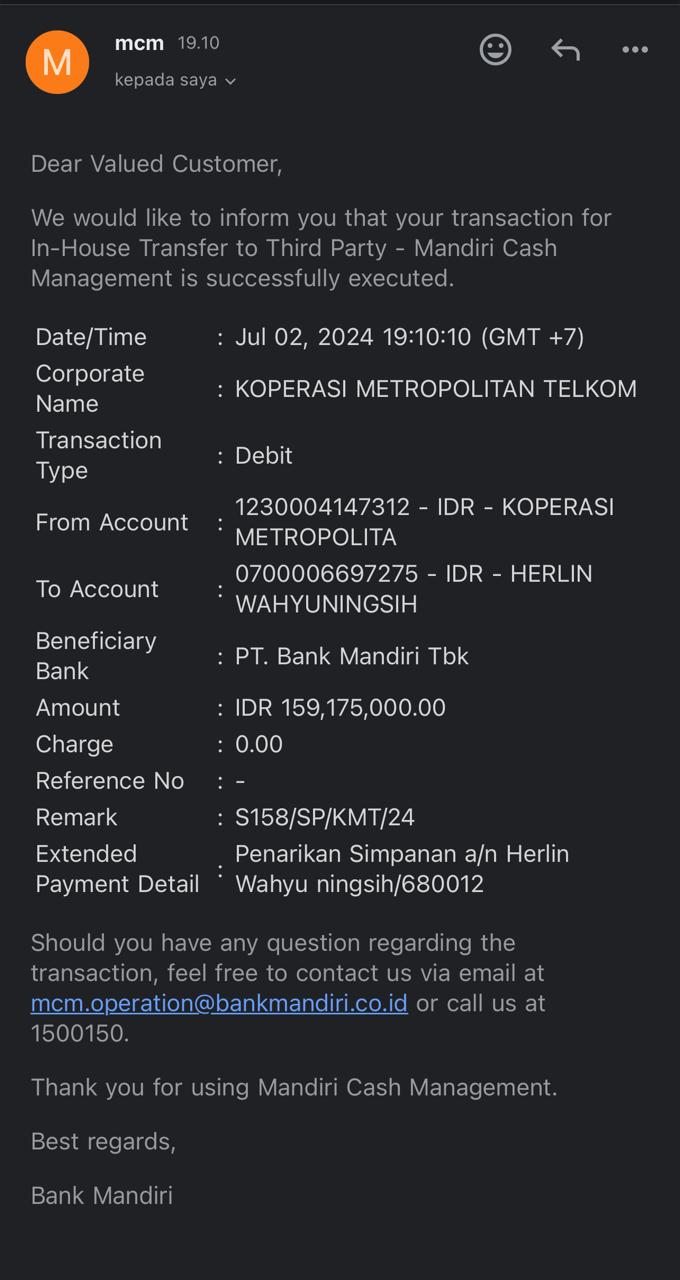 M
mcm 19.10
kepada saya
Dear Valued Customer,
We would like to inform you that your transaction for
In-House Transfer to Third Party - Mandiri Cash
Management is successfully executed.
Date/Time : Jul 02, 2024 19:10:10 (GMT +7)
Corporate
Name : KOPERASI METROPOLITAN TELKOM
Transaction
Type : Debit
From Account : 1230004147312 - IDR - KOPERASI
METROPOLITA
To Account : 0700006697275 - IDR - HERLIN
WAHYUNINGSIH
Beneficiary
Bank : PT. Bank Mandiri Tbk
Amount : IDR 159,175,000.00
Charge : 0.00
Reference No : -
Remark : S158/SP/KMT/24
Extended
Payment Detail : Penarikan Simpanan a/n Herlin
Wahyu ningsih/680012
Should you have any question regarding the
transaction, feel free to contact us via email at
mcm.operation@bankmandiri.co.id or call us at
1500150.
Thank you for using Mandiri Cash Management.
Best regards,
Bank Mandiri